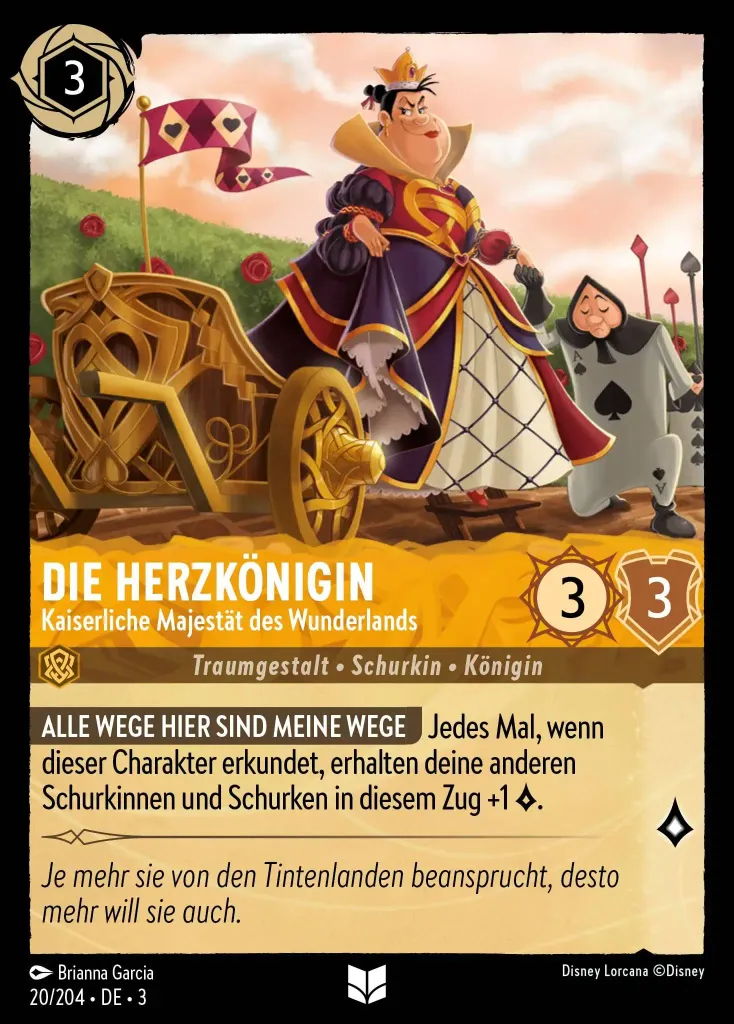 3
DIE HERZKÖNIGIN
Kaiserliche Majestät des Wunderlands
3
3
Traumgestalt • Schurkin • Königin
ALLE WEGE HIER SIND MEINE WEGE Jedes Mal, wenn
dieser Charakter erkundet, erhalten deine anderen
Schurkinnen und Schurken in diesem Zug +1 .
Je mehr sie von den Tintenlanden beansprucht, desto
mehr will sie auch.
Brianna Garcia
Disney Lorcana ©Disney
20/204 • DE • 3
A
A